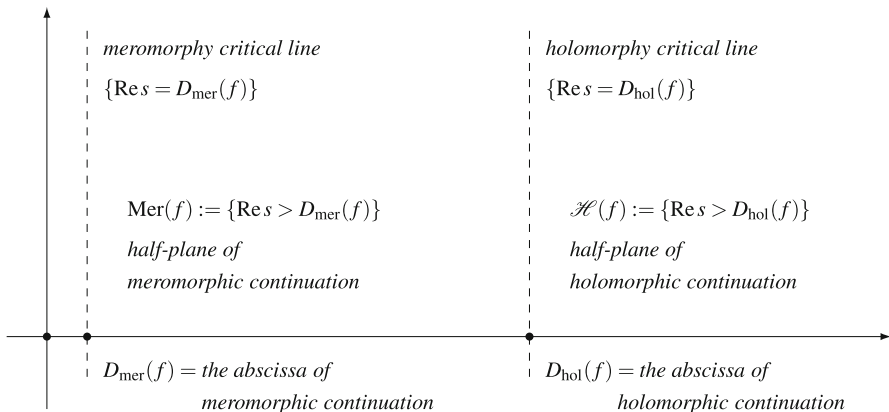 meromorphy critical line
{Re s = D_mer(f)}
holomorphy critical line
{Re s = D_hol(f)}
Mer(f) := {Re s > D_mer(f)}
half-plane of
meromorphic continuation
ℋ(f) := {Re s > D_hol(f)}
half-plane of
holomorphic continuation
D_mer(f) = the abscissa of
meromorphic continuation
D_hol(f) = the abscissa of
holomorphic continuation